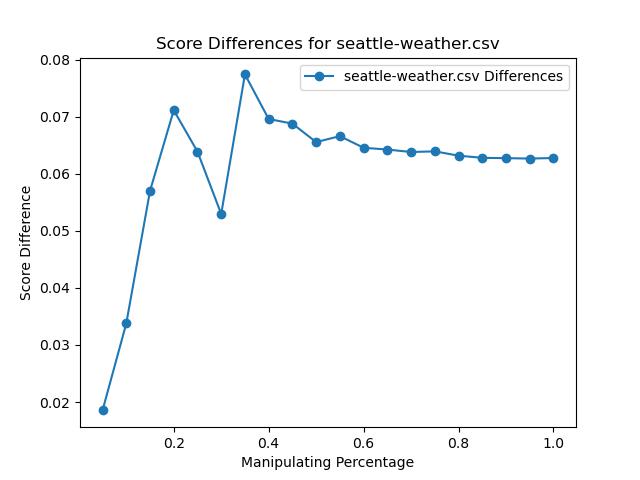 Score Differences for seattle-weather.csv
seattle-weather.csv Differences
Score Difference
0.08
0.07
0.06
0.05
0.04
0.03
0.02
0.2 0.4 0.6 0.8 1.0
Manipulating Percentage